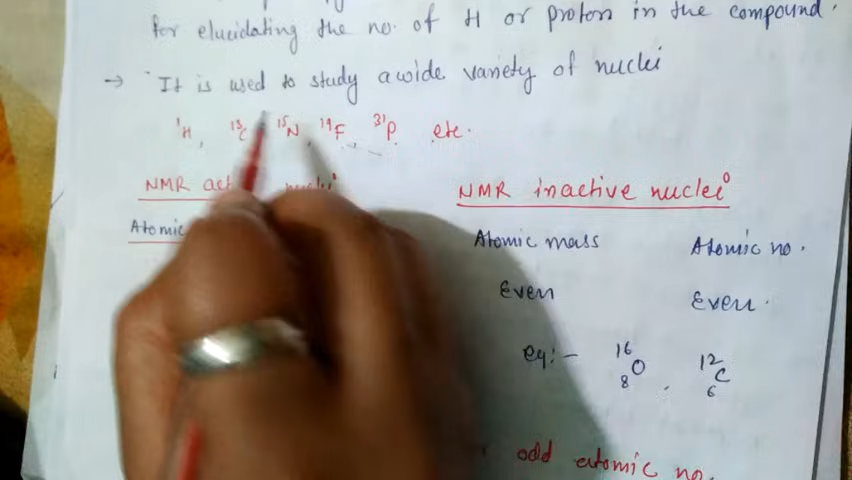 for elucidating the no. of H or proton in the compound.
→ It is used to study a wide variety of nuclei
¹H, ¹³C ¹⁵N, ¹⁹F, ³¹P. etc.
NMR
NMR inactive nuclei
Atomic
Atomic mass Atomic no.
Even Even.
eg:- ¹⁶₈O, ¹²₆C
odd atomic no.